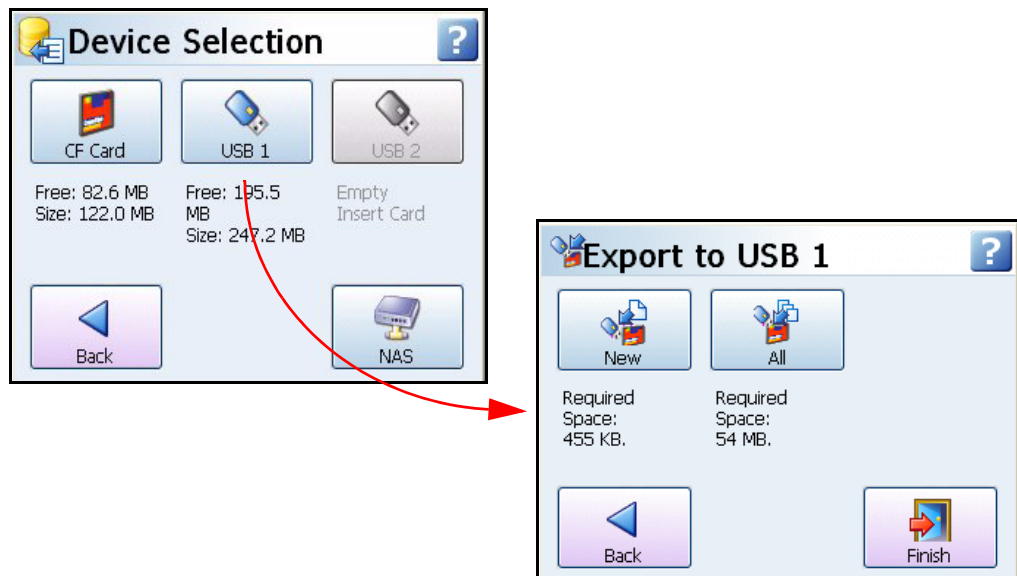 Device Selection
?
CF Card
USB 1
USB 2
Free: 82.6 MB
Size: 122.0 MB
Free: 195.5
MB
Size: 247.2 MB
Empty
Insert Card
Back
NAS
Export to USB 1
?
New
All
Required
Space:
455 KB.
Required
Space:
54 MB.
Back
Finish